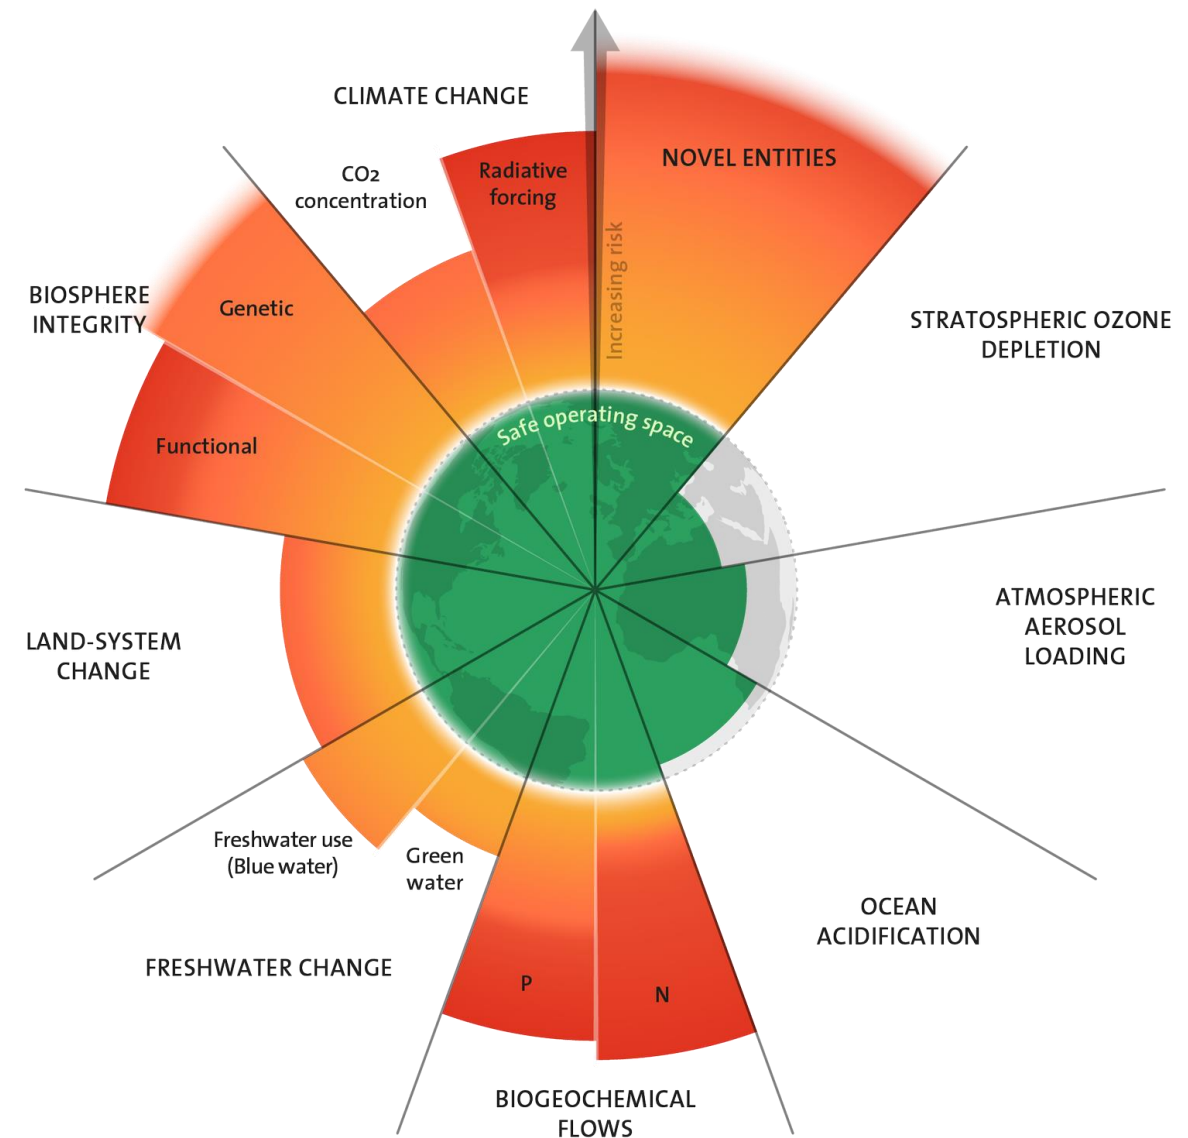 CLIMATE CHANGE
CO2
concentration
Radiative
forcing
NOVEL ENTITIES
Increasing risk
BIOSPHERE
INTEGRITY
Genetic
Functional
STRATOSPHERIC OZONE
DEPLETION
Safe operating space
LAND-SYSTEM
CHANGE
ATMOSPHERIC
AEROSOL
LOADING
Freshwater use
(Blue water)
Green
water
FRESHWATER CHANGE
OCEAN
ACIDIFICATION
P
N
BIOGEOCHEMICAL
FLOWS